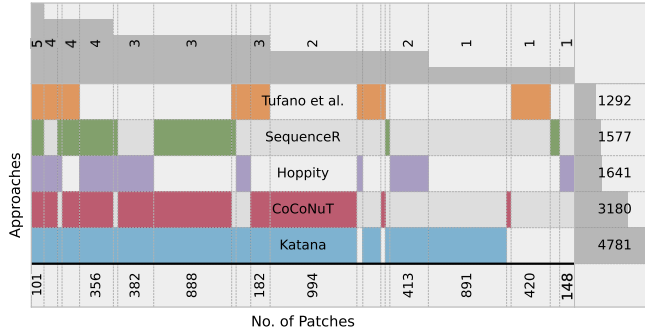 5 4 4 4 3 3 3 2 2 1 1 1
Tufano et al. 1292
SequenceR 1577
Hoppity 1641
CoCoNuT 3180
Katana 4781
Approaches
101 356 382 888 182 994 413 891 420 148
No. of Patches